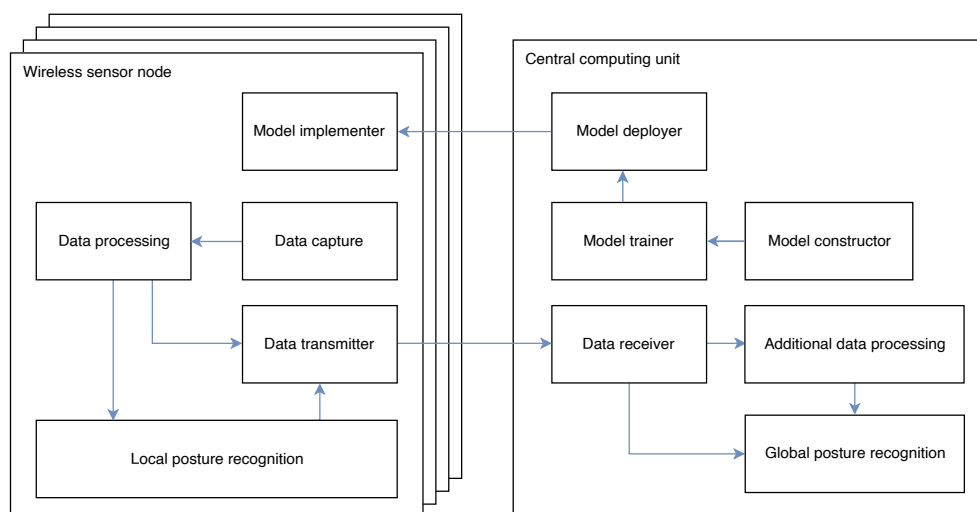 Wireless sensor node
Model implementer
Data processing
Data capture
Data transmitter
Local posture recognition
Central computing unit
Model deployer
Model trainer
Model constructor
Data receiver
Additional data processing
Global posture recognition